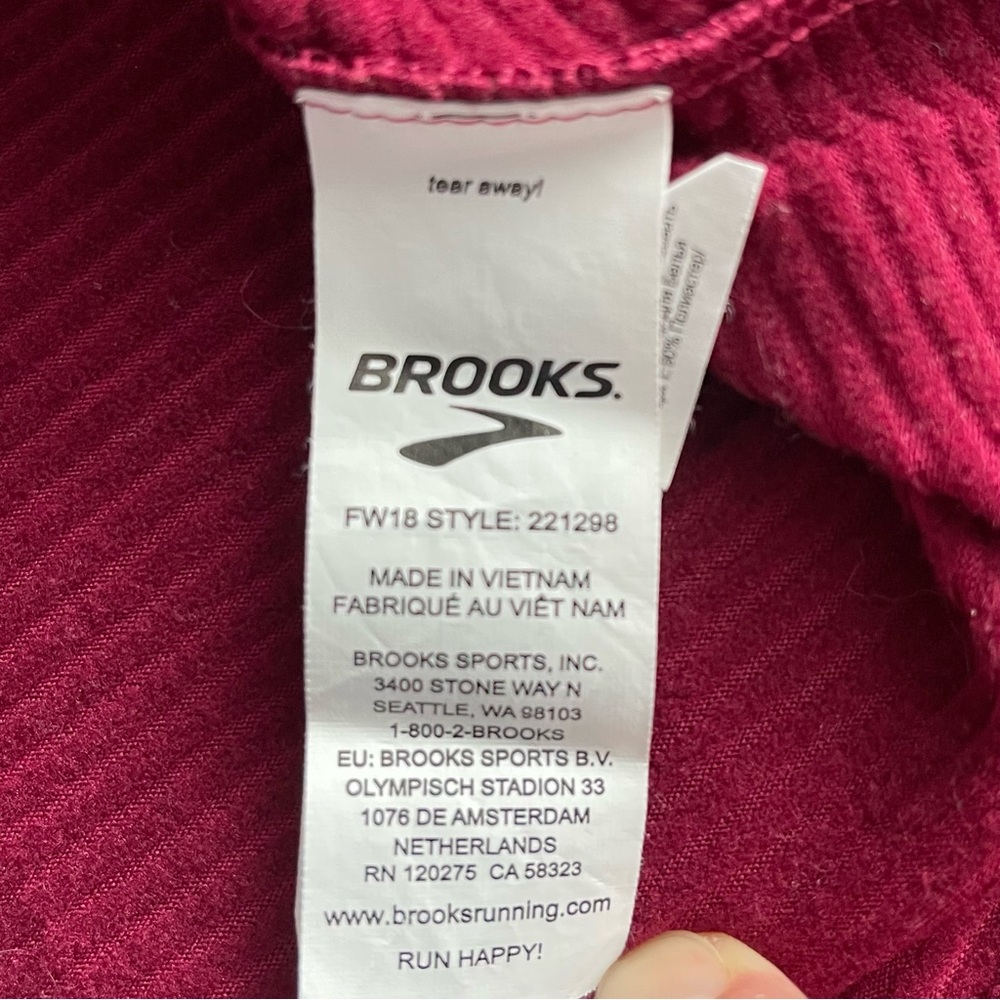 tear away!
BROOKS.
FW18 STYLE: 221298
MADE IN VIETNAM
FABRIQUÉ AU VIÊT NAM
BROOKS SPORTS, INC.
3400 STONE WAY N
SEATTLE, WA 98103
1-800-2-BROOKS
EU: BROOKS SPORTS B.V.
OLYMPISCH STADION 33
1076 DE AMSTERDAM
NETHERLANDS
RN 120275 CA 58323
www.brooksrunning.com
RUN HAPPY!
90% Полиестер/